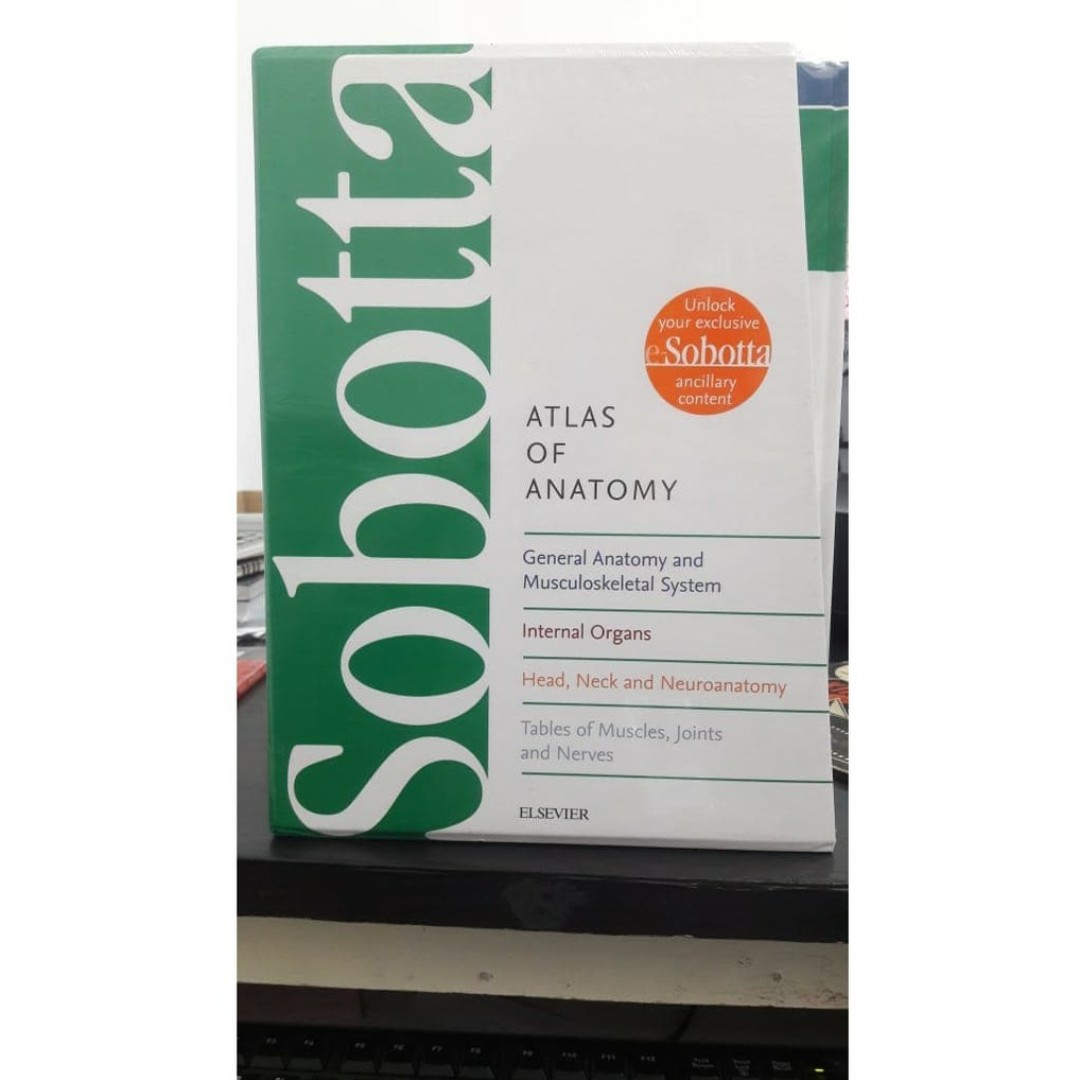 Sobotta
Unlock
your exclusive
e-Sobotta
ancillary
content
ATLAS
OF
ANATOMY
General Anatomy and
Musculoskeletal System
Internal Organs
Head, Neck and Neuroanatomy
Tables of Muscles, Joints
and Nerves
ELSEVIER